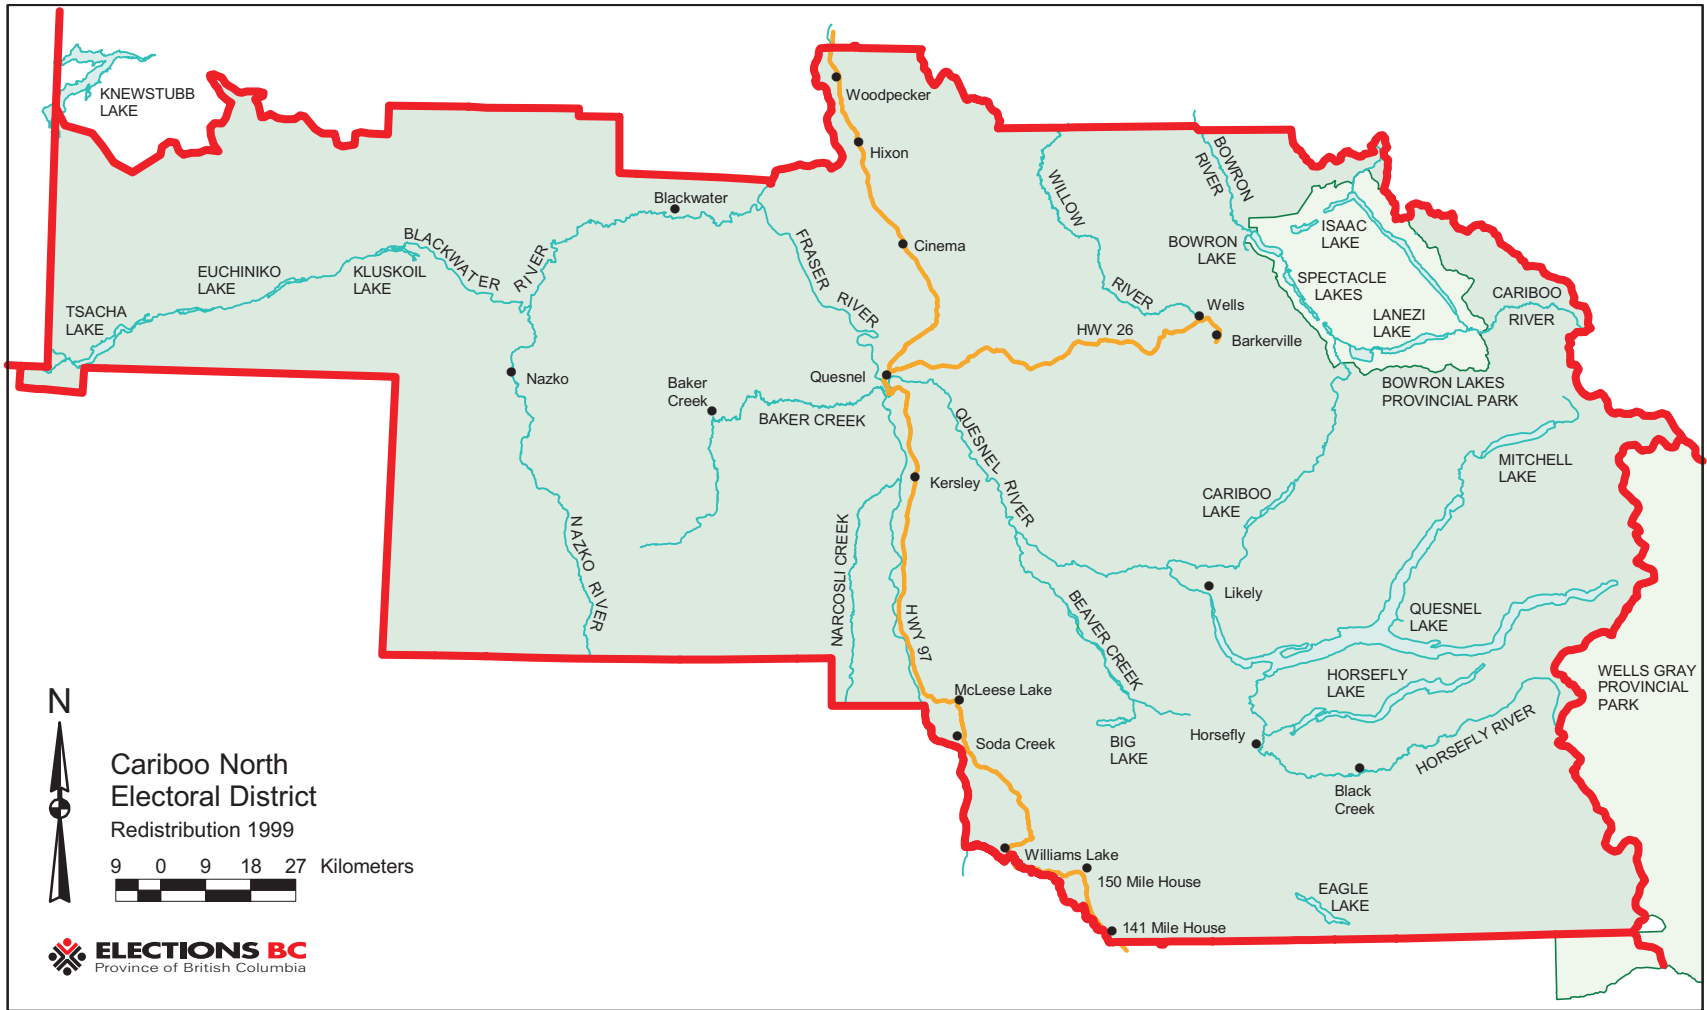 KNEWSTUBB
LAKE
Woodpecker
Hixon
Blackwater
Cinema
FRASER
RIVER
WILLOW
RIVER
BOWRON
RIVER
BOWRON
LAKE
ISAAC
LAKE
SPECTACLE
LAKES
LANEZI
LAKE
CARIBOO
RIVER
BLACKWATER
RIVER
EUCHINIKO
LAKE
KLUSKOIL
LAKE
TSACHA
LAKE
Wells
HWY 26
Barkerville
Nazko
Baker
Creek
Quesnel
BAKER CREEK
BOWRON LAKES
PROVINCIAL PARK
QUESNEL
RIVER
Kersley
CARIBOO
LAKE
MITCHELL
LAKE
NAZKO
RIVER
NARCOSLI CREEK
HWY 97
Likely
BEAVER CREEK
QUESNEL
LAKE
HORSEFLY
LAKE
WELLS GRAY
PROVINCIAL
PARK
McLeese Lake
Soda Creek
BIG
LAKE
Horsefly
HORSEFLY RIVER
Black
Creek
Williams Lake
150 Mile House
EAGLE
LAKE
141 Mile House
N
Cariboo North
Electoral District
Redistribution 1999
9 0 9 18 27 Kilometers
ELECTIONS BC
Province of British Columbia